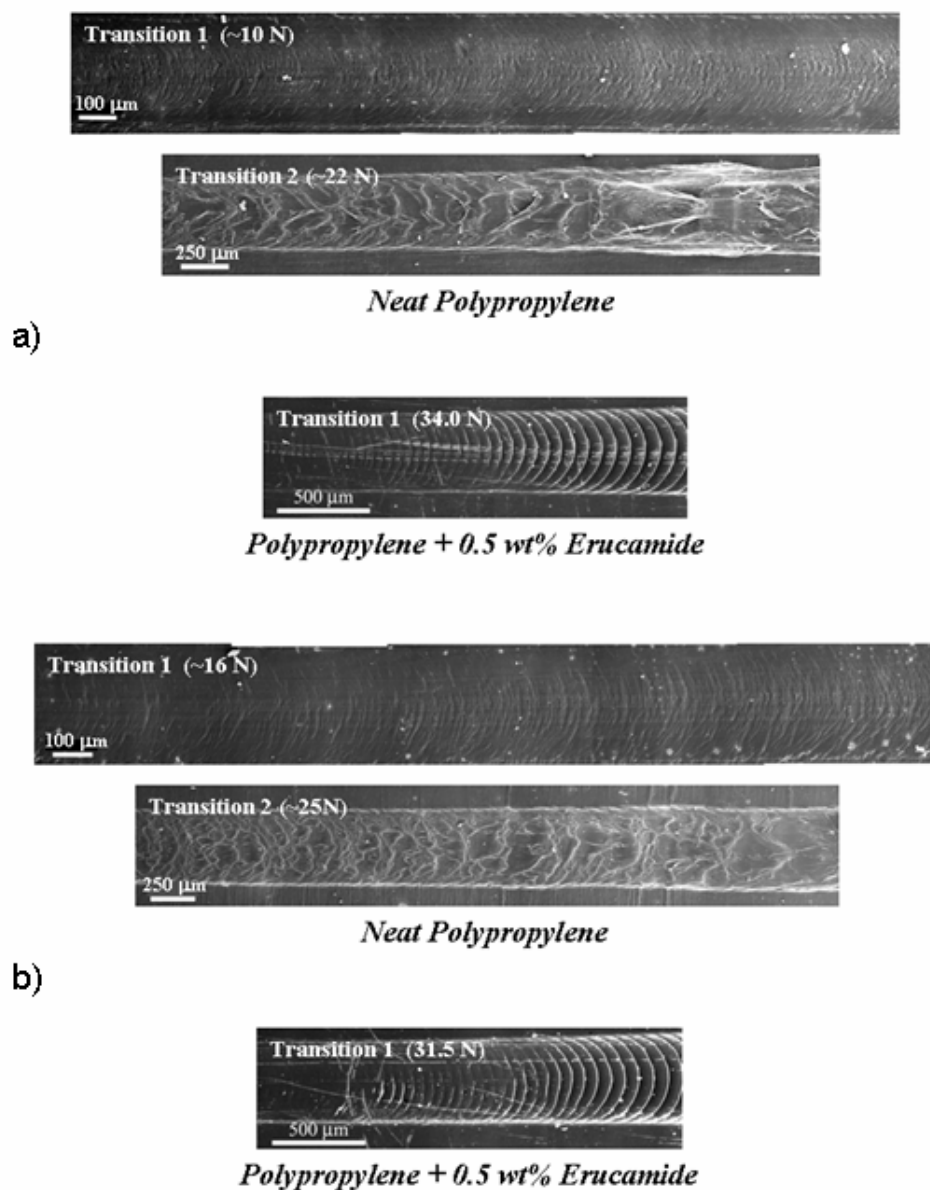 Transition 1 (~10 N)
100 μm
Transition 2 (~22 N)
250 μm
Neat Polypropylene
a)
Transition 1 (34.0 N)
500 μm
Polypropylene + 0.5 wt% Erucamide
Transition 1 (~16 N)
100 μm
Transition 2 (~25N)
250 μm
Neat Polypropylene
b)
Transition 1 (31.5 N)
500 μm
Polypropylene + 0.5 wt% Erucamide